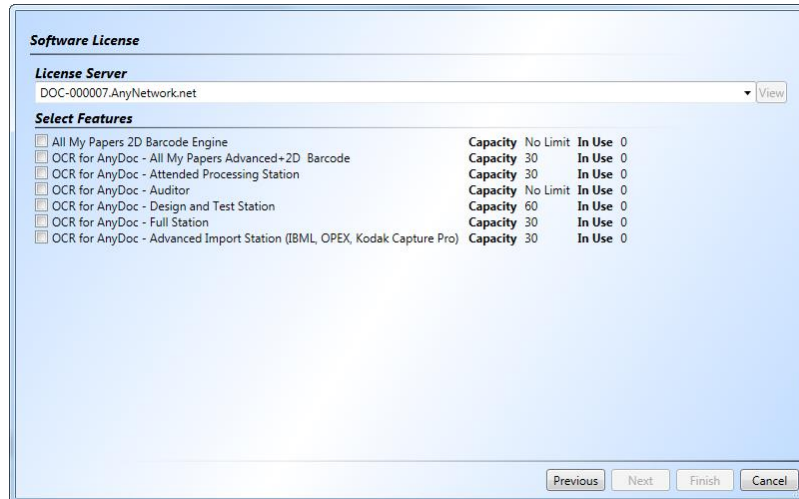 Software License
License Server
DOC-000007.AnyNetwork.net View
Select Features
All My Papers 2D Barcode Engine Capacity No Limit In Use 0
OCR for AnyDoc - All My Papers Advanced+2D Barcode Capacity 30 In Use 0
OCR for AnyDoc - Attended Processing Station Capacity 30 In Use 0
OCR for AnyDoc - Auditor Capacity No Limit In Use 0
OCR for AnyDoc - Design and Test Station Capacity 60 In Use 0
OCR for AnyDoc - Full Station Capacity 30 In Use 0
OCR for AnyDoc - Advanced Import Station (IBML, OPEX, Kodak Capture Pro) Capacity 30 In Use 0
Previous Next Finish Cancel